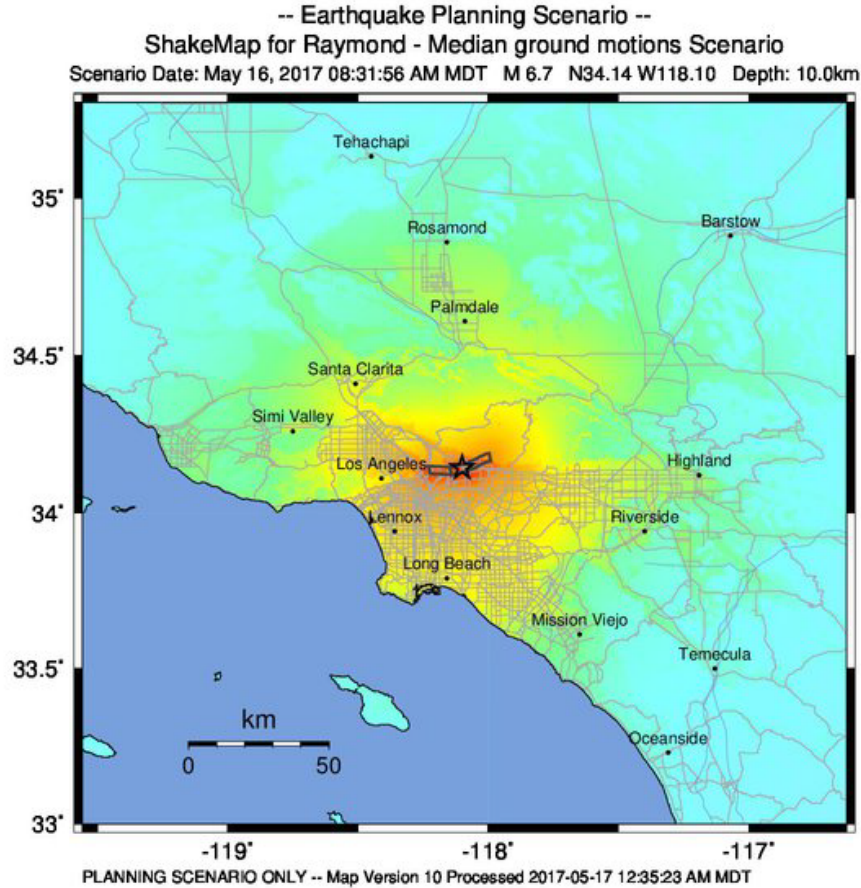 -- Earthquake Planning Scenario --
ShakeMap for Raymond - Median ground motions Scenario
Scenario Date: May 16, 2017 08:31:56 AM MDT M 6.7 N34.14 W118.10 Depth: 10.0km
Tehachapi
35°
Barstow
Rosamond
Palmdale
34.5°
Santa Clarita
Simi Valley
Los Angeles
Highland
34°
Lennox
Riverside
Long Beach
Mission Viejo
33.5°
Temecula
km
Oceanside
0 50
33°
-119° -118° -117°
PLANNING SCENARIO ONLY -- Map Version 10 Processed 2017-05-17 12:35:23 AM MDT